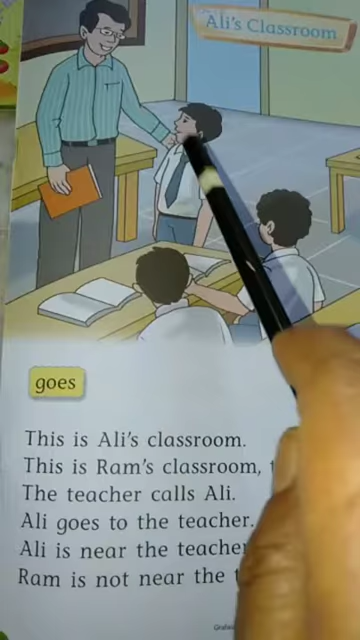 Ali's Classroom
goes
This is Ali's classroom.
This is Ram's classroom,
The teacher calls Ali.
Ali goes to the teacher.
Ali is near the teacher
Ram is not near the